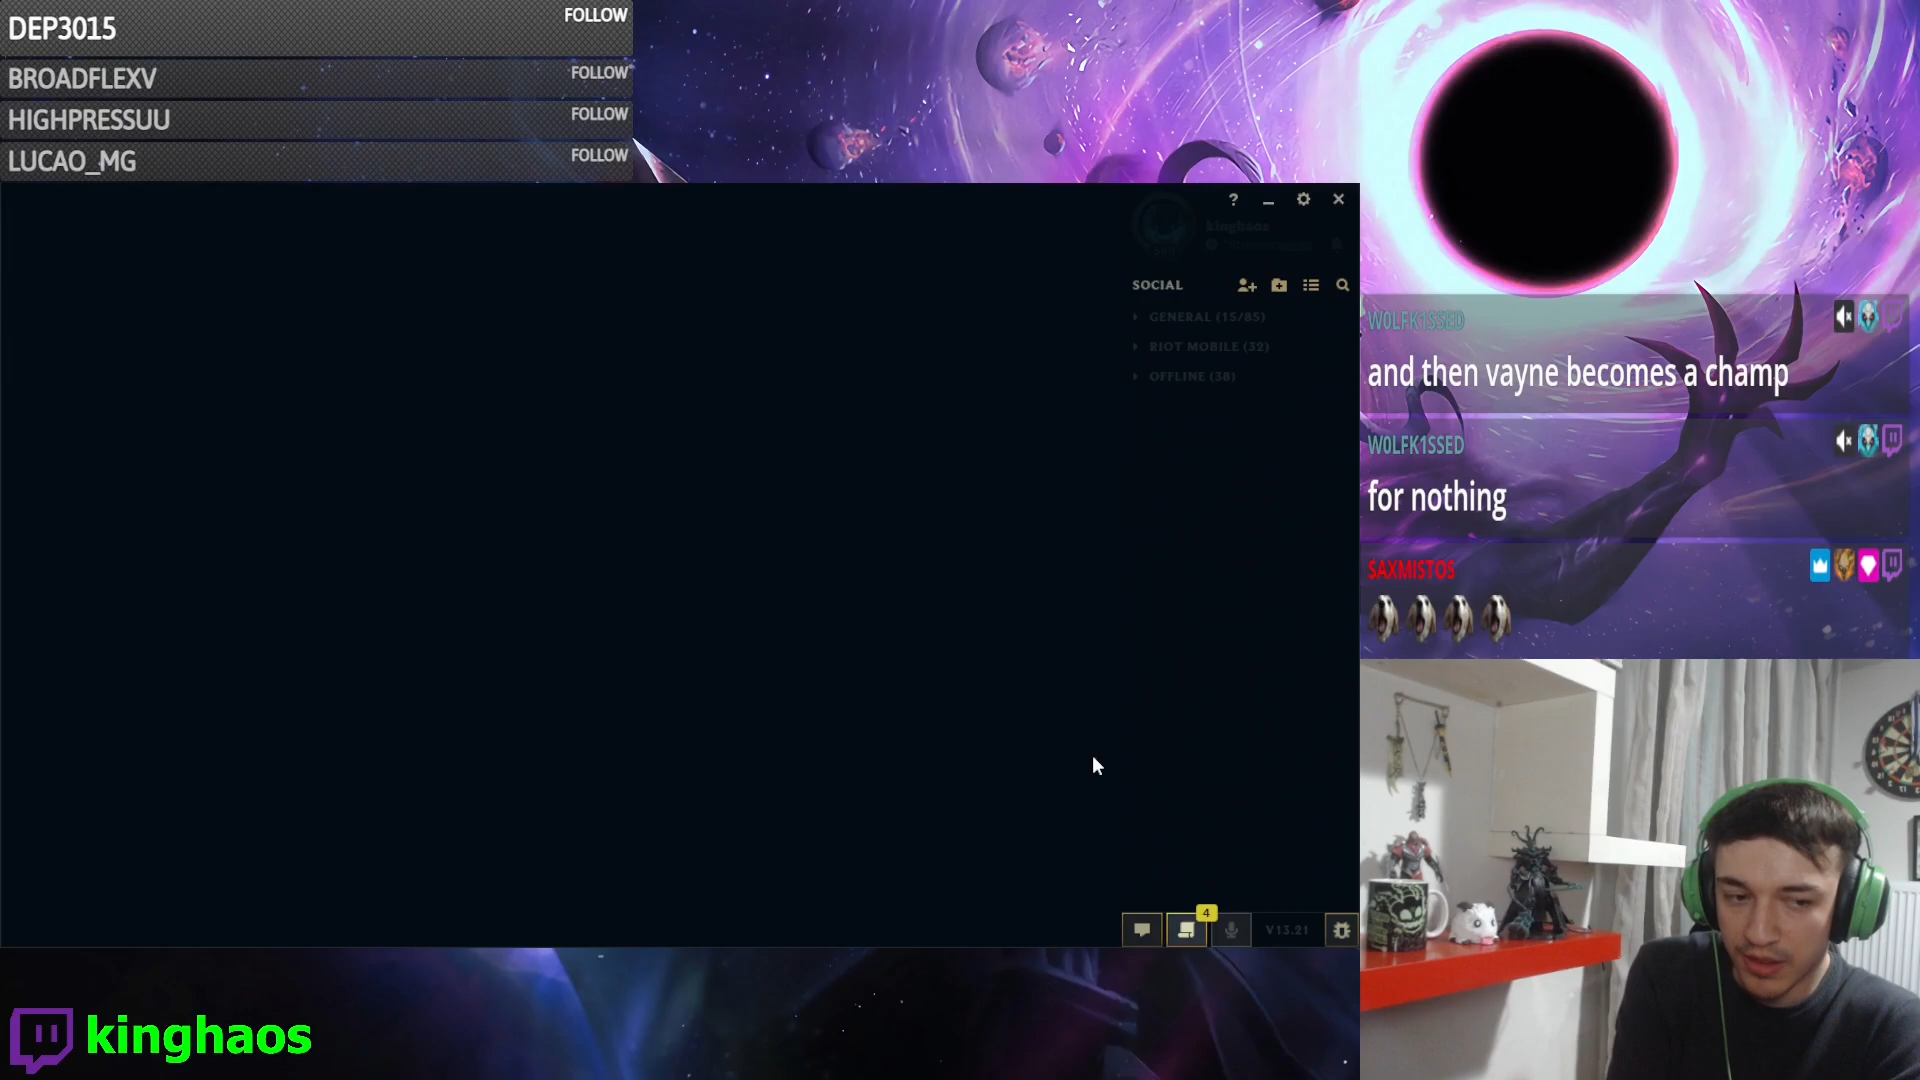 DEP3015 FOLLOW
BROADFLEXV FOLLOW
HIGHPRESSUU FOLLOW
LUCAO_MG FOLLOW
kinghaos
SOCIAL
GENERAL (15/85)
RIOT MOBILE (32)
OFFLINE (38)
4
V13.21
W0LFK1SSED
and then vayne becomes a champ
W0LFK1SSED
for nothing
SAXMISTOS
kinghaos